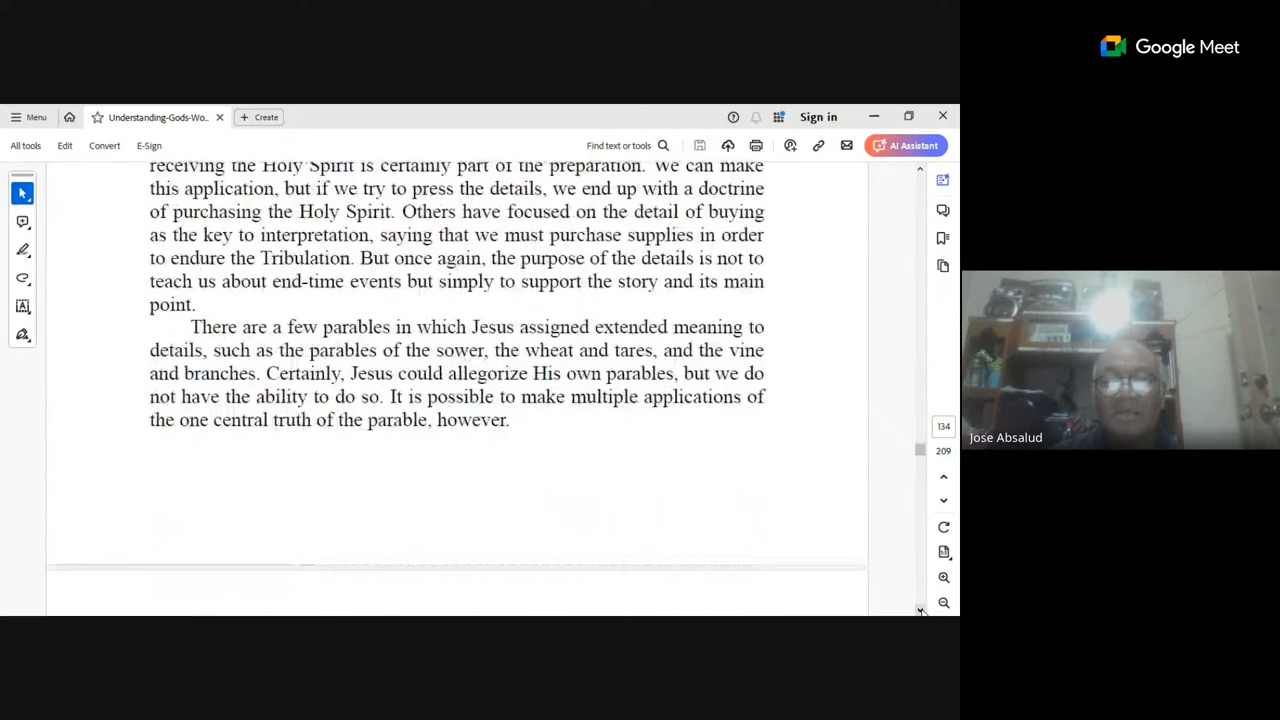 Google Meet
Menu
Understanding-Gods-Wo...
Create
Sign in
All tools
Edit
Convert
E-Sign
Find text or tools
AI Assistant
receiving the Holy Spirit is certainly part of the preparation. We can make
this application, but if we try to press the details, we end up with a doctrine
of purchasing the Holy Spirit. Others have focused on the detail of buying
as the key to interpretation, saying that we must purchase supplies in order
to endure the Tribulation. But once again, the purpose of the details is not to
teach us about end-time events but simply to support the story and its main
point.
There are a few parables in which Jesus assigned extended meaning to
details, such as the parables of the sower, the wheat and tares, and the vine
and branches. Certainly, Jesus could allegorize His own parables, but we do
not have the ability to do so. It is possible to make multiple applications of
the one central truth of the parable, however.
134
209
Jose Absalud